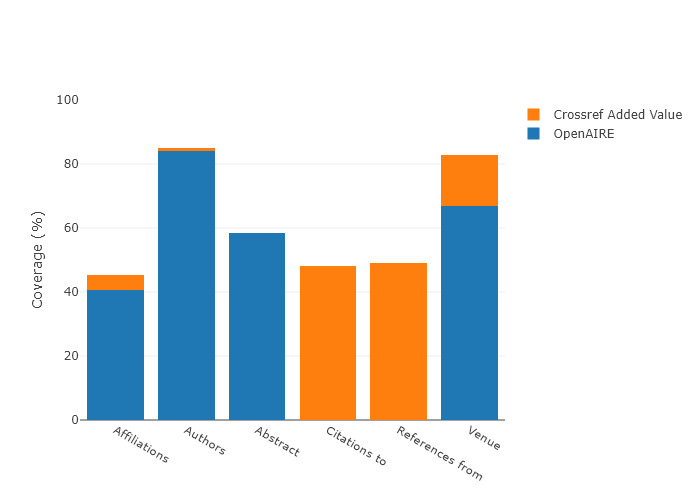 100
80
60
40
20
0
Coverage (%)
Affiliations
Authors
Abstract
Citations to
References from
Venue
Crossref Added Value
OpenAIRE